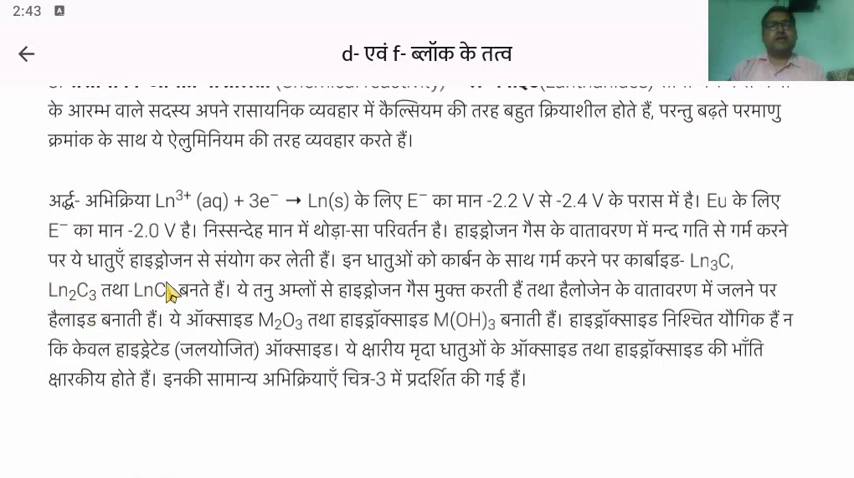 2:43 A
d- एवं f- ब्लॉक के तत्व
के आरम्भ वाले सदस्य अपने रासायनिक व्यवहार में कैल्सियम की तरह बहुत क्रियाशील होते हैं, परन्तु बढ़ते परमाणु
क्रमांक के साथ ये ऐलुमिनियम की तरह व्यवहार करते हैं।
अर्द्ध- अभिक्रिया Ln³⁺ (aq) + 3e⁻ → Ln(s) के लिए E⁻ का मान -2.2 V से -2.4 V के परास में है। Eu के लिए
E⁻ का मान -2.0 V है। निस्सन्देह मान में थोड़ा-सा परिवर्तन है। हाइड्रोजन गैस के वातावरण में मन्द गति से गर्म करने
पर ये धातुएँ हाइड्रोजन से संयोग कर लेती हैं। इन धातुओं को कार्बन के साथ गर्म करने पर कार्बाइड- Ln₃C,
Ln₂C₃ तथा LnC बनते हैं। ये तनु अम्लों से हाइड्रोजन गैस मुक्त करती हैं तथा हैलोजेन के वातावरण में जलने पर
हैलाइड बनाती हैं। ये ऑक्साइड M₂O₃ तथा हाइड्रॉक्साइड M(OH)₃ बनाती हैं। हाइड्रॉक्साइड निश्चित यौगिक हैं न
कि केवल हाइड्रेटेड (जलयोजित) ऑक्साइड। ये क्षारीय मृदा धातुओं के ऑक्साइड तथा हाइड्रॉक्साइड की भाँति
क्षारकीय होते हैं। इनकी सामान्य अभिक्रियाएँ चित्र-3 में प्रदर्शित की गई हैं।